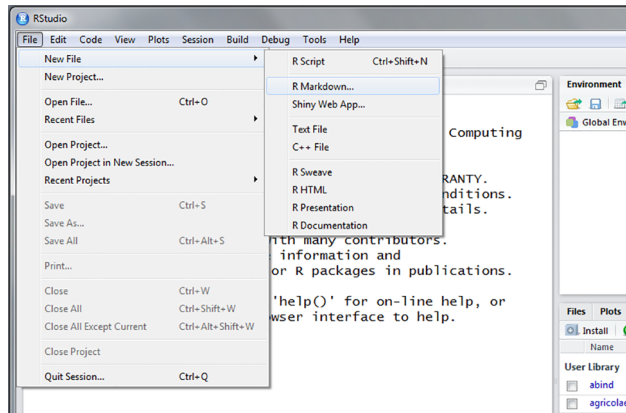 RStudio
File Edit Code View Plots Session Build Debug Tools Help
New File
New Project...
Open File... Ctrl+O
Recent Files
Open Project...
Open Project in New Session...
Recent Projects
Save Ctrl+S
Save As...
Save All Ctrl+Alt+S
Print...
Close Ctrl+W
Close All Ctrl+Shift+W
Close All Except Current Ctrl+Alt+Shift+W
Close Project
Quit Session... Ctrl+Q
R Script Ctrl+Shift+N
R Markdown...
Shiny Web App...
Text File
C++ File
R Sweave
R HTML
R Presentation
R Documentation
Computing
RANTY.
nditions.
tails.
ith many contributors.
information and
or R packages in publications.
'help()' for on-line help, or
wser interface to help.
Environment
Global Env
Files Plots
Install
Name
User Library
abind
agricolae